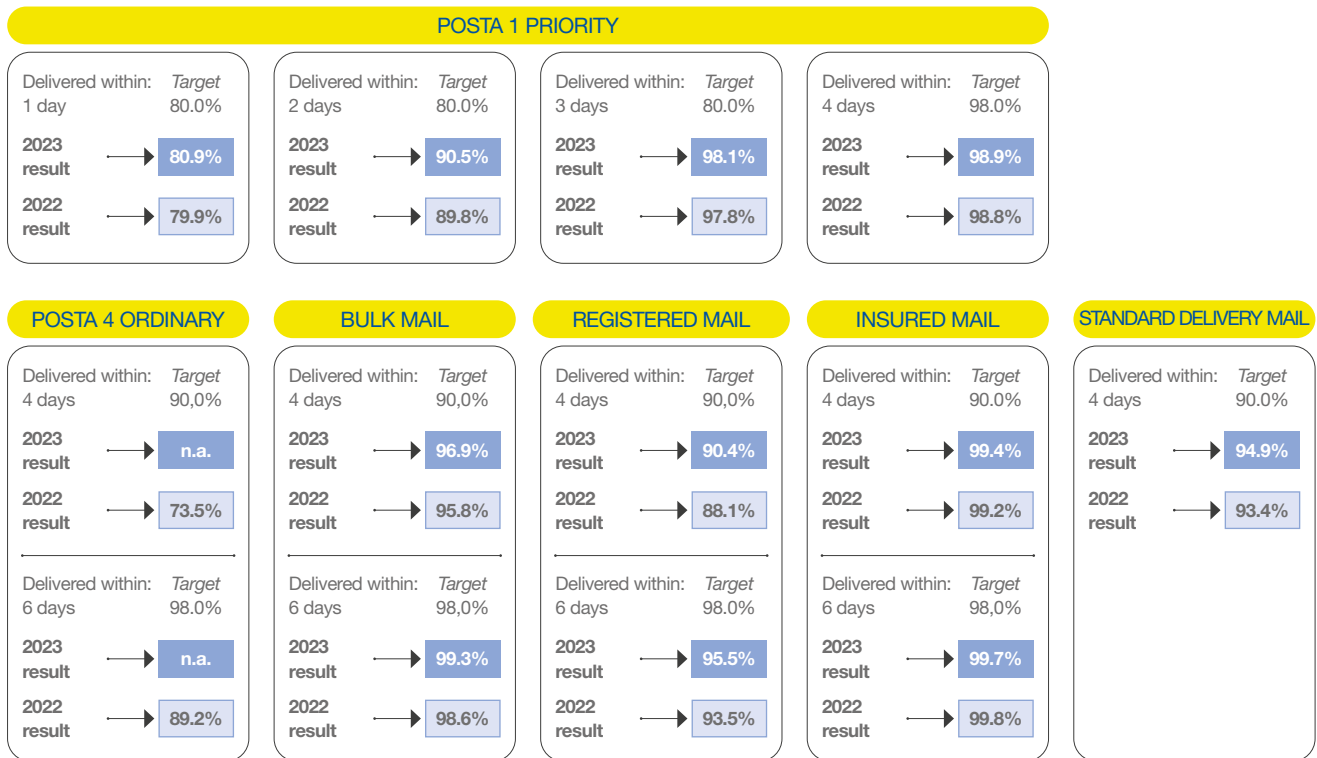 POSTA 1 PRIORITY
Delivered within: Target
1 day 80.0%
2023
result
80.9%
2022
result
79.9%
Delivered within: Target
2 days 80.0%
2023
result
90.5%
2022
result
89.8%
Delivered within: Target
3 days 80.0%
2023
result
98.1%
2022
result
97.8%
Delivered within: Target
4 days 98.0%
2023
result
98.9%
2022
result
98.8%
POSTA 4 ORDINARY
Delivered within: Target
4 days 90,0%
2023
result
n.a.
2022
result
73.5%
Delivered within: Target
6 days 98.0%
2023
result
n.a.
2022
result
89.2%
BULK MAIL
Delivered within: Target
4 days 90,0%
2023
result
96.9%
2022
result
95.8%
Delivered within: Target
6 days 98,0%
2023
result
99.3%
2022
result
98.6%
REGISTERED MAIL
Delivered within: Target
4 days 90,0%
2023
result
90.4%
2022
result
88.1%
Delivered within: Target
6 days 98.0%
2023
result
95.5%
2022
result
93.5%
INSURED MAIL
Delivered within: Target
4 days 90.0%
2023
result
99.4%
2022
result
99.2%
Delivered within: Target
6 days 98,0%
2023
result
99.7%
2022
result
99.8%
STANDARD DELIVERY MAIL
Delivered within: Target
4 days 90.0%
2023
result
94.9%
2022
result
93.4%